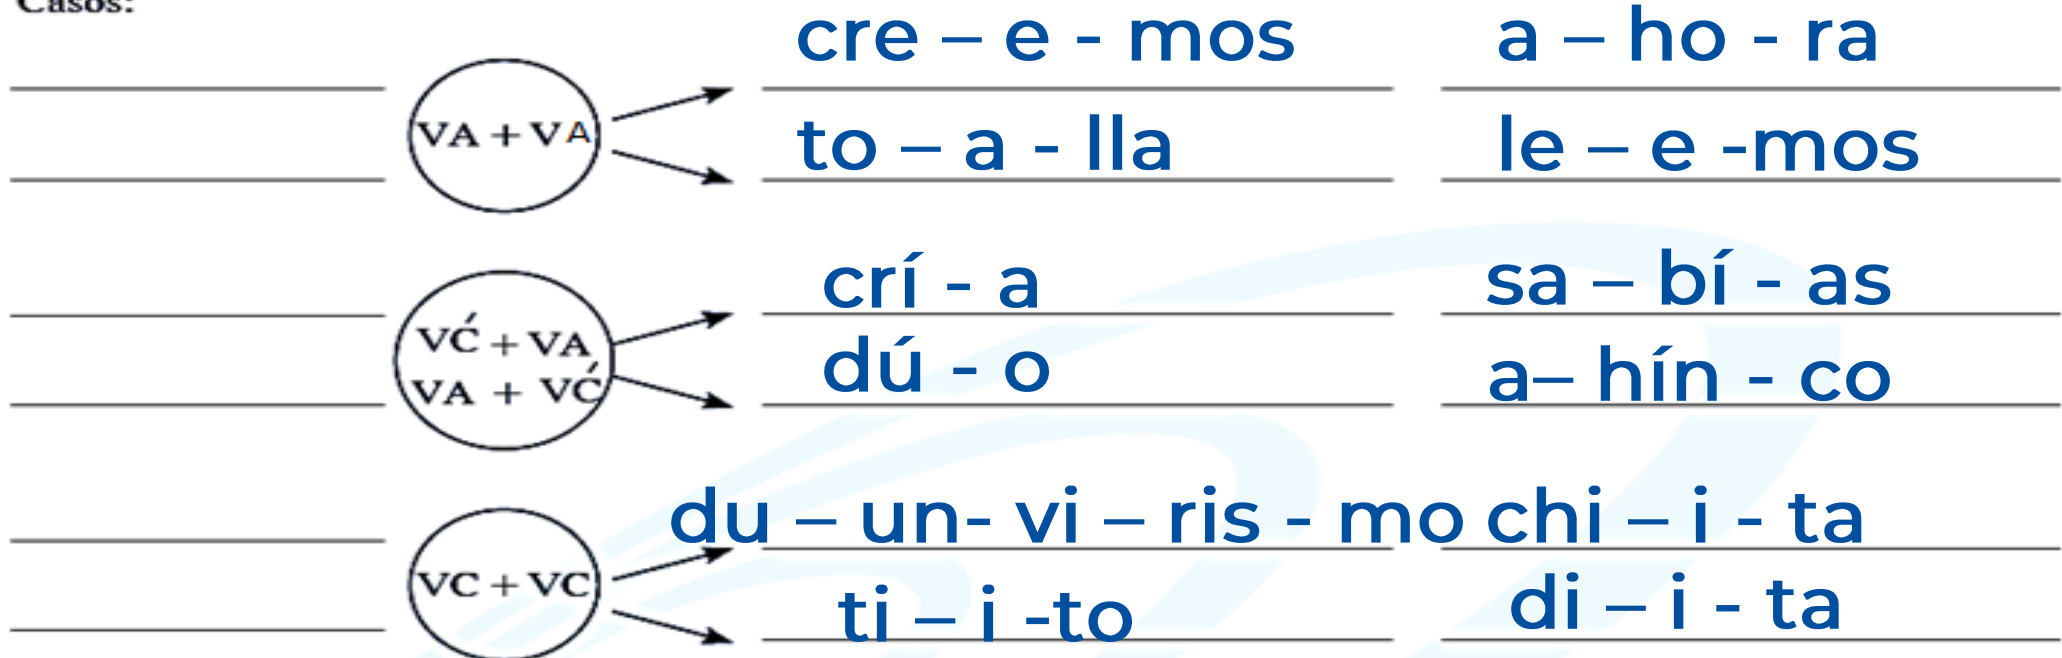 Casos:
cre – e - mos a – ho - ra
VA + VA
to – a - lla le – e -mos
crí - a sa – bí - as
VĆ + VA
dú - o a– hín - co
VA + VĆ
du – un- vi – ris - mo chi – i - ta
VC + VC
ti – i -to di – i - ta